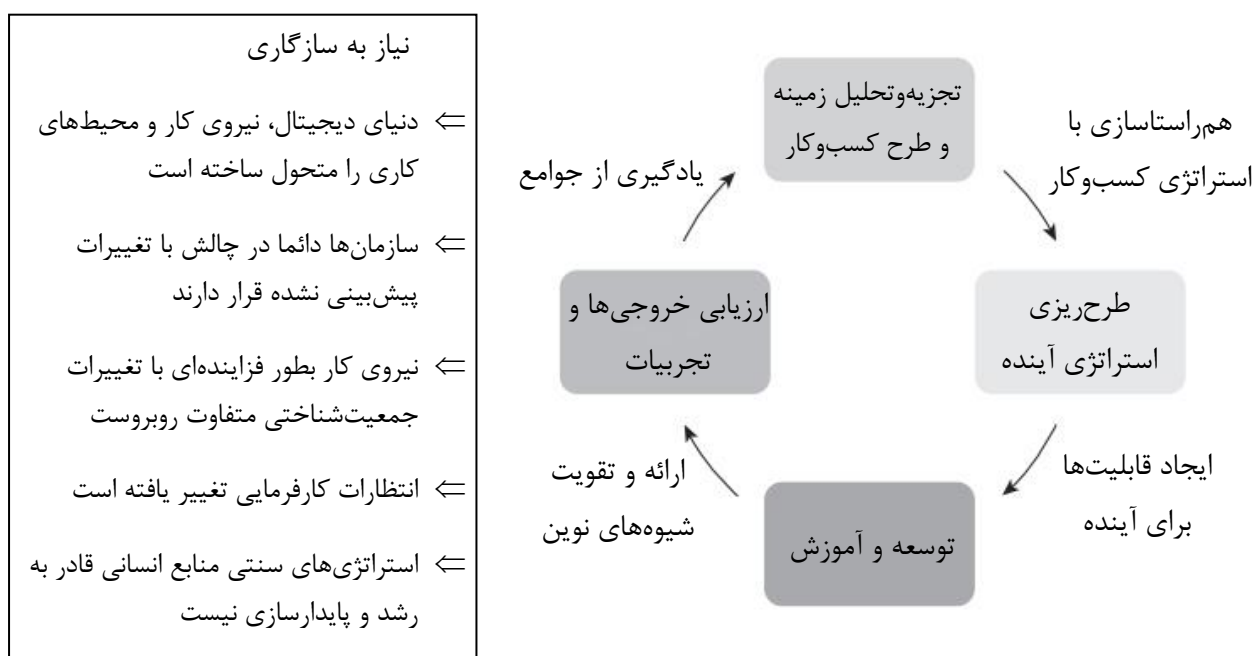 نیاز به سازگاری
⇐ دنیای دیجیتال، نیروی کار و محیط‌های
کاری را متحول ساخته است
⇐ سازمان‌ها دائما در چالش با تغییرات
پیش‌بینی نشده قرار دارند
⇐ نیروی کار بطور فزاینده‌ای با تغییرات
جمعیت‌شناختی متفاوت روبروست
⇐ انتظارات کارفرمایی تغییر یافته است
⇐ استراتژی‌های سنتی منابع انسانی قادر به
رشد و پایدارسازی نیست
تجزیه‌وتحلیل زمینه
و طرح کسب‌وکار
هم‌راستاسازی با
استراتژی کسب‌وکار
طرح‌ریزی
استراتژی آینده
ایجاد قابلیت‌ها
برای آینده
توسعه و آموزش
ارائه و تقویت
شیوه‌های نوین
ارزیابی خروجی‌ها و
تجربیات
یادگیری از جوامع